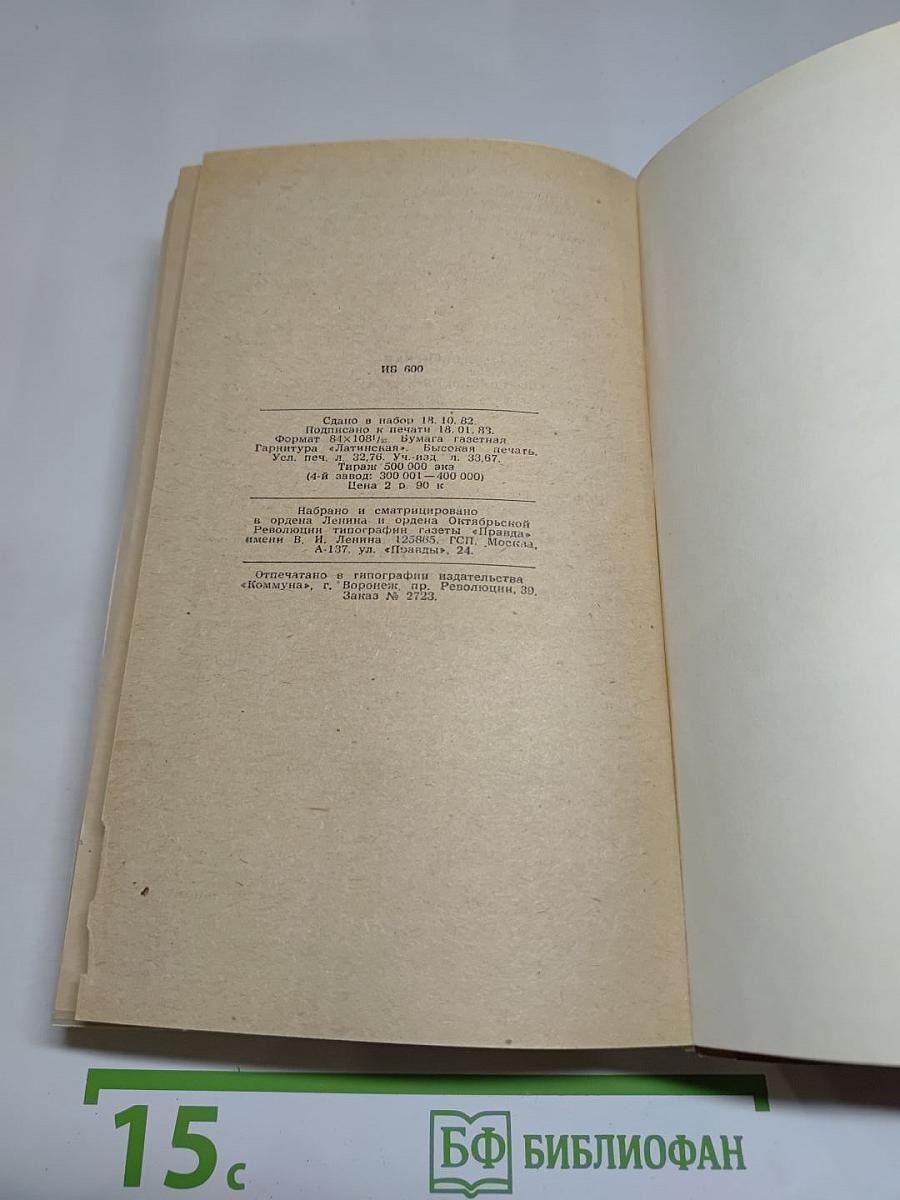 ИБ 600
Сдано в набор 18.10.82.
Подписано к печати 18.01.83.
Формат 84×108¹/₃₂. Бумага газетная
Гарнитура «Латинская». Высокая печать.
Усл. печ. л. 32,76. Уч.-изд. л. 33,67.
Тираж 500 000 экз
(4-й завод: 300 001—400 000)
Цена 2 р. 90 к
Набрано и сматрицировано
в ордена Ленина и ордена Октябрьской
Революции типографии газеты «Правда»
имени В. И. Ленина 125865. ГСП. Москва,
А-137, ул. «Правды», 24.
Отпечатано в типографии издательства
«Коммуна», г. Воронеж, пр. Революции, 39.
Заказ № 2723.
15 с
БФ БИБЛИОФАН